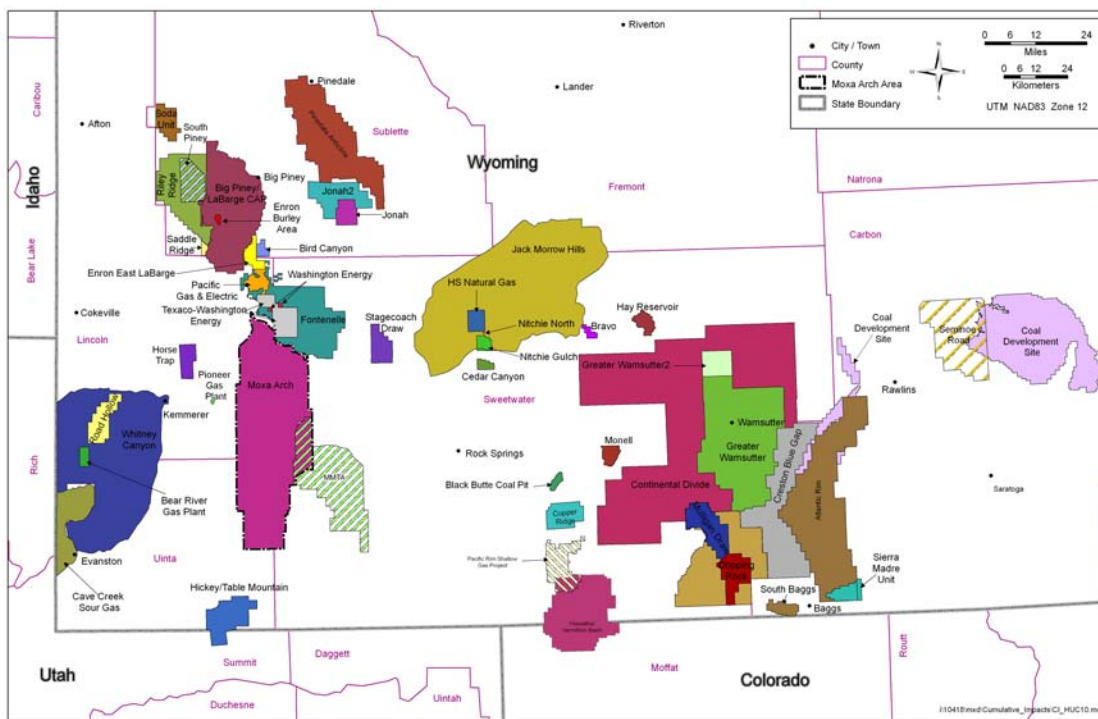 Riverton
Lander
Pinedale
Afton
Caribou
Soda
Unit
South
Piney
Pinedale Anticline
Sublette
Wyoming
Fremont
Natrona
Idaho
Riley
Ridge
Big Piney/
LaBarge CAP
Big Piney
Jonah2
Jonah
Enron
Burley
Area
Saddle
Ridge
Bird Canyon
Carbon
Bear Lake
Enron East LaBarge
Washington Energy
Pacific
Gas & Electric
Texaco-Washington
Energy
Fontenelle
Stagecoach
Draw
Jack Morrow Hills
HS Natural Gas
Nitchie North
Nitchie Gulch
Cedar Canyon
Bravo
Hay Reservoir
Coal
Development
Site
Seminoe
Road
Coal
Development Site
Cokeville
Lincoln
Horse
Trap
Pioneer
Gas
Plant
Moxa Arch
Greater Wamsutter2
Rawlins
Sweetwater
Kemmerer
Road Hollow
Whitney
Canyon
Rich
Wamsutter
Greater
Wamsutter
Creston Blue Gap
Monell
Rock Springs
Black Butte Coal Pit
Continental Divide
Atlantic Rim
Saratoga
MMTA
Bear River
Gas Plant
Copper
Ridge
Mulligan Draw
Uinta
Evanston
Cave Creek
Sour Gas
Pacific Rim Shallow
Gas Project
Dripping
Rock
Sierra
Madre
Unit
Hickey/Table Mountain
South Baggs
Baggs
Vermillion Basin
Utah
Summit
Daggett
Uintah
Duchesne
Moffat
Colorado
Routt
City / Town
County
Moxa Arch Area
State Boundary
N
W
E
S
0 6 12 24
Miles
0 6 12 24
Kilometers
UTM NAD83 Zone 12